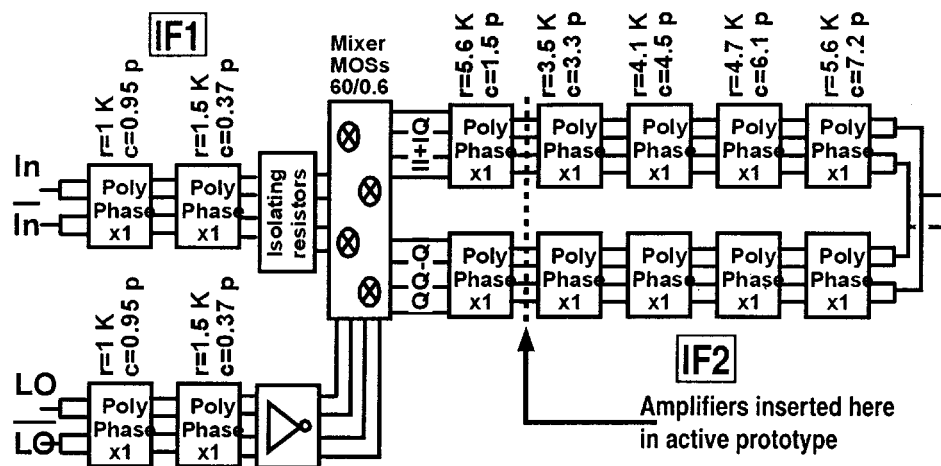 IF1
r=1 K
c=0.95 p
r=1.5 K
c=0.37 p
Mixer
MOSs
60/0.6
r=5.6 K
c=1.5 p
r=3.5 K
c=3.3 p
r=4.1 K
c=4.5 p
r=4.7 K
c=6.1 p
r=5.6 K
c=7.2 p
In
In
Poly
Phase
x1
Poly
Phase
x1
Isolating
resistors
II+IQ
Poly
Phase
x1
Poly
Phase
x1
Poly
Phase
x1
Poly
Phase
x1
Poly
Phase
x1
Q-Q-Q
Poly
Phase
x1
Poly
Phase
x1
Poly
Phase
x1
Poly
Phase
x1
Poly
Phase
x1
r=1 K
c=0.95 p
r=1.5 K
c=0.37 p
LO
LO
Poly
Phase
x1
Poly
Phase
x1
IF2
Amplifiers inserted here
in active prototype